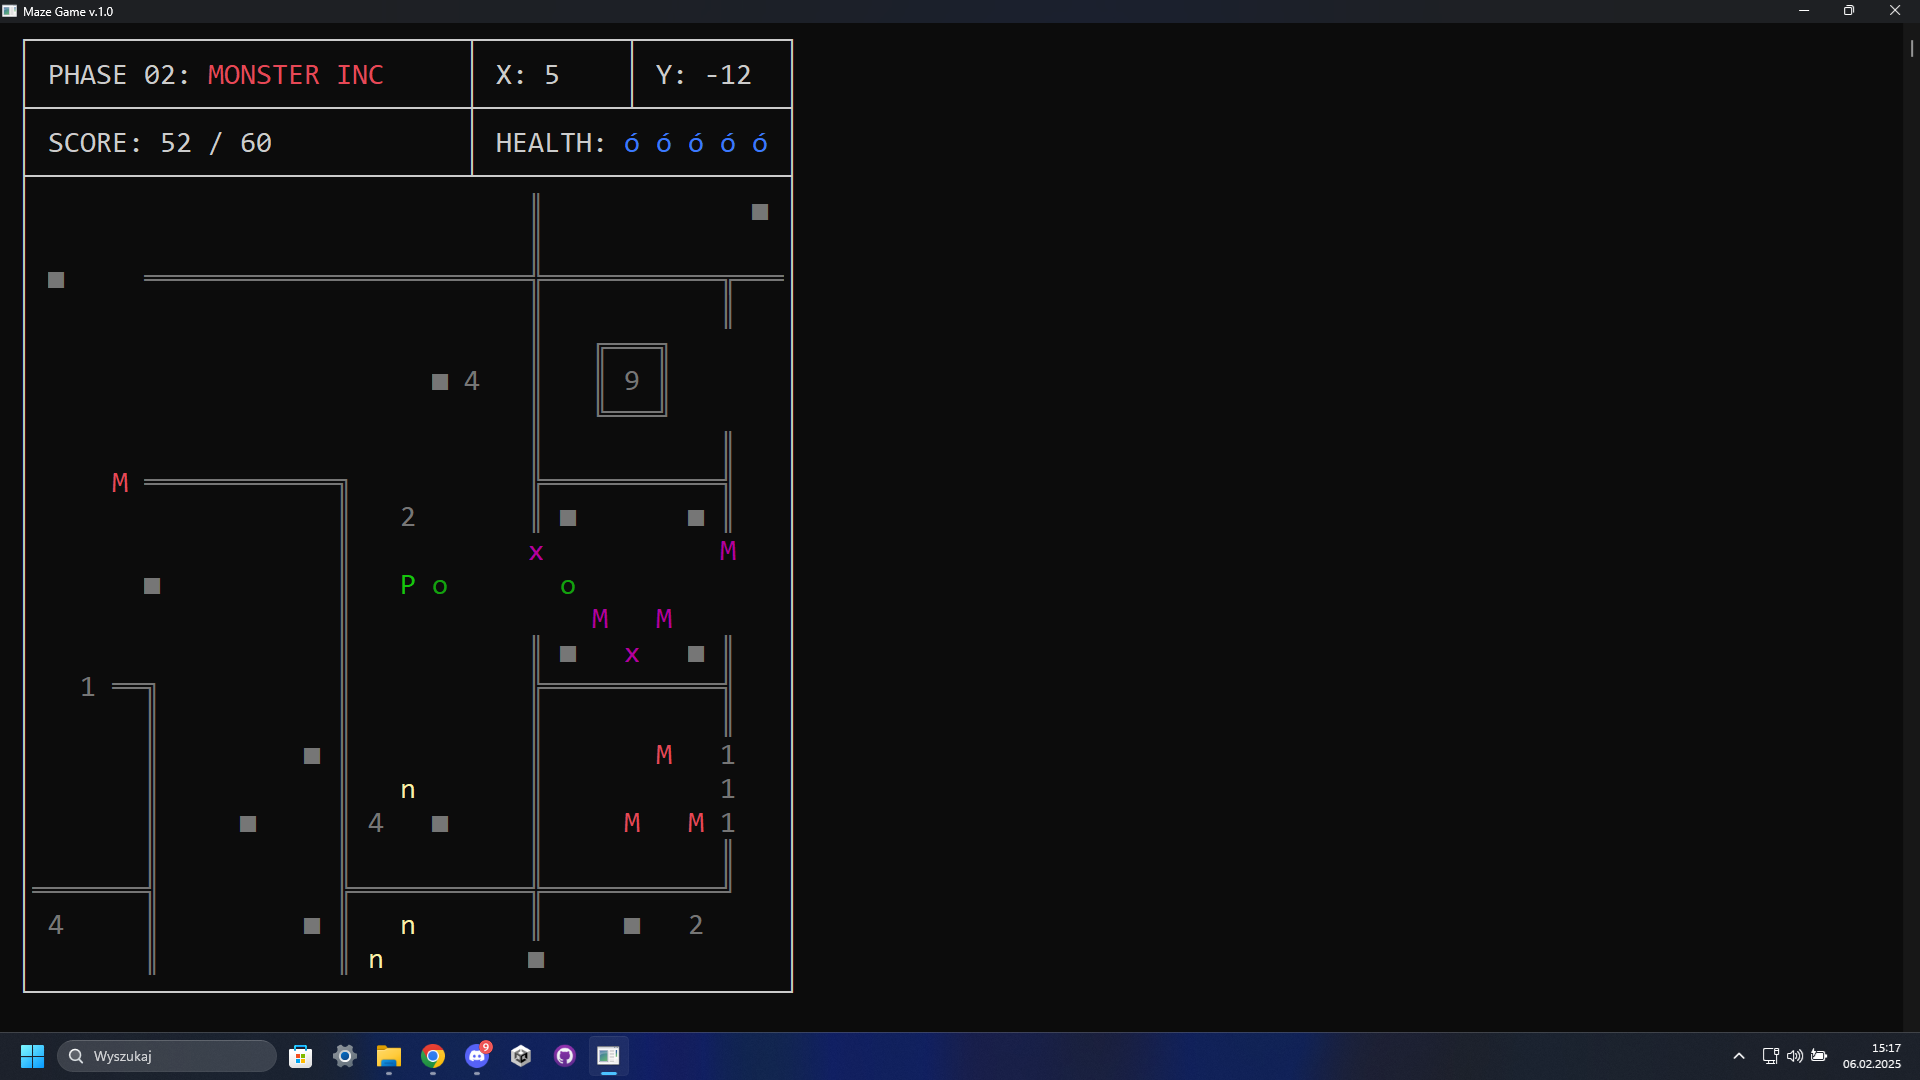 Maze Game v.1.0
PHASE 02: MONSTER INC X: 5 Y: -12
SCORE: 52 / 60 HEALTH: ó ó ó ó ó
4 9
M
2
x M
P o o
M M
x
1
M 1
n 1
4 M M 1
4 n 2
n
9
Wyszukaj
15:17
06.02.2025